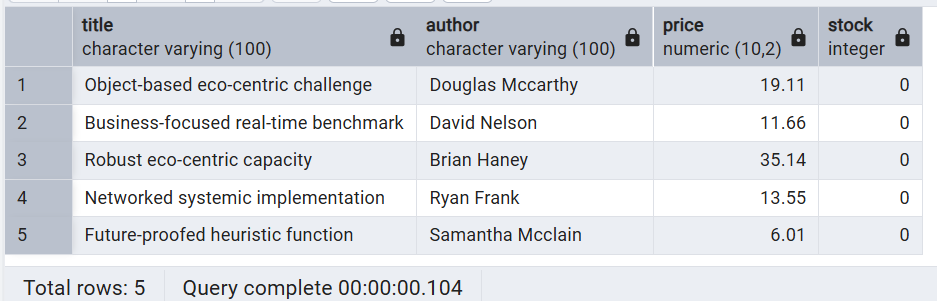 title author price stock
character varying (100) character varying (100) numeric (10,2) integer
1 Object-based eco-centric challenge Douglas Mccarthy 19.11 0
2 Business-focused real-time benchmark David Nelson 11.66 0
3 Robust eco-centric capacity Brian Haney 35.14 0
4 Networked systemic implementation Ryan Frank 13.55 0
5 Future-proofed heuristic function Samantha Mcclain 6.01 0
Total rows: 5 Query complete 00:00:00.104